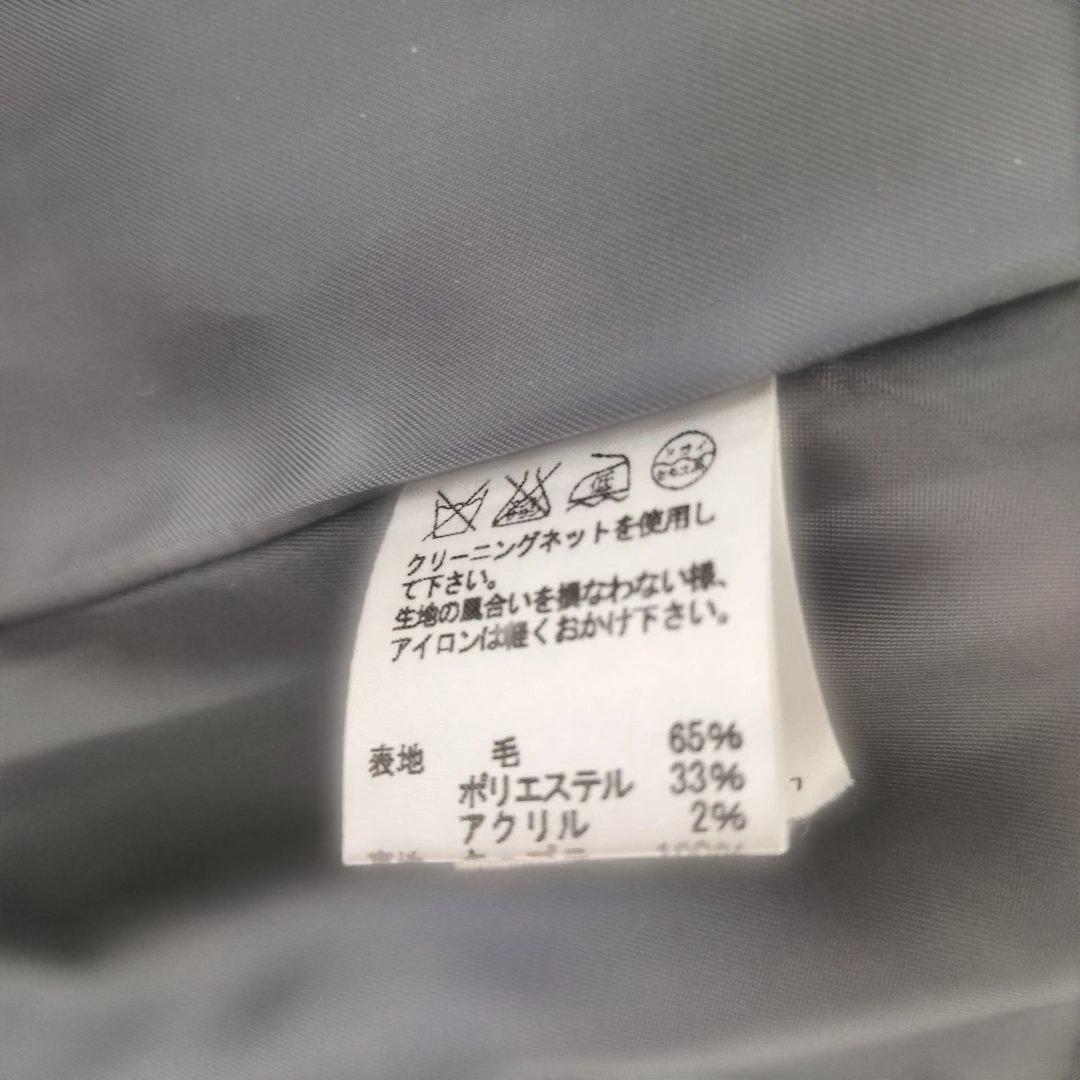 低
クリーニングネットを使用し
て下さい。
生地の風合いを損なわない様、
アイロンは軽くおかけ下さい。
表地 毛 65%
ポリエステル 33%
アクリル 2%